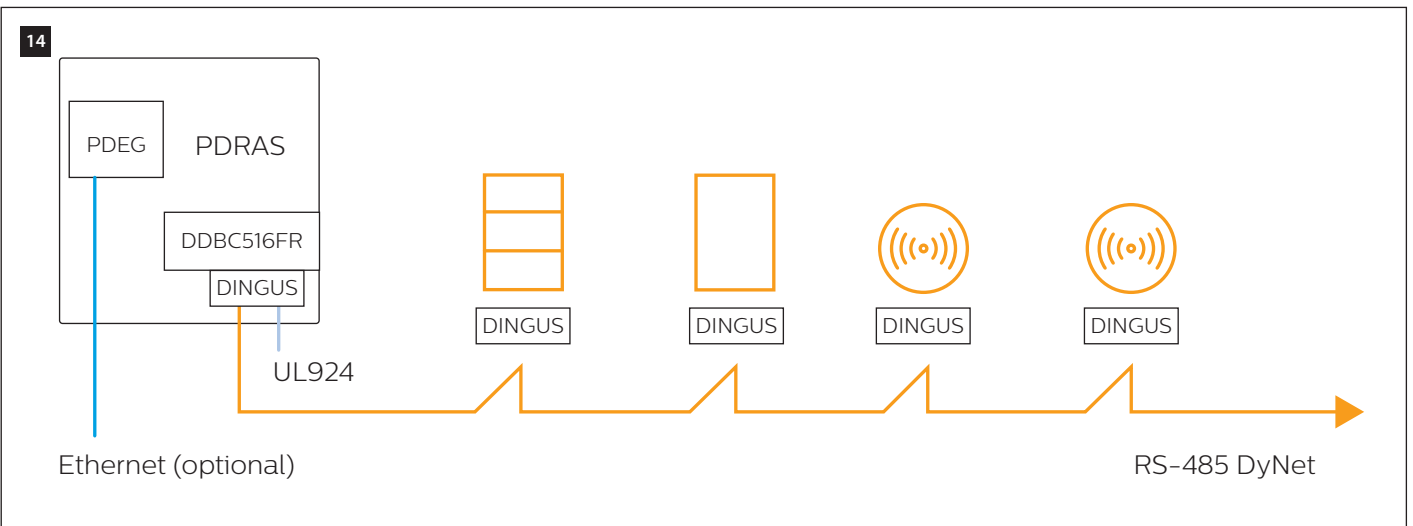 14
PDEG
PDRAS
DDBC516FR
DINGUS
UL924
DINGUS
DINGUS
DINGUS
DINGUS
Ethernet (optional)
RS-485 DyNet